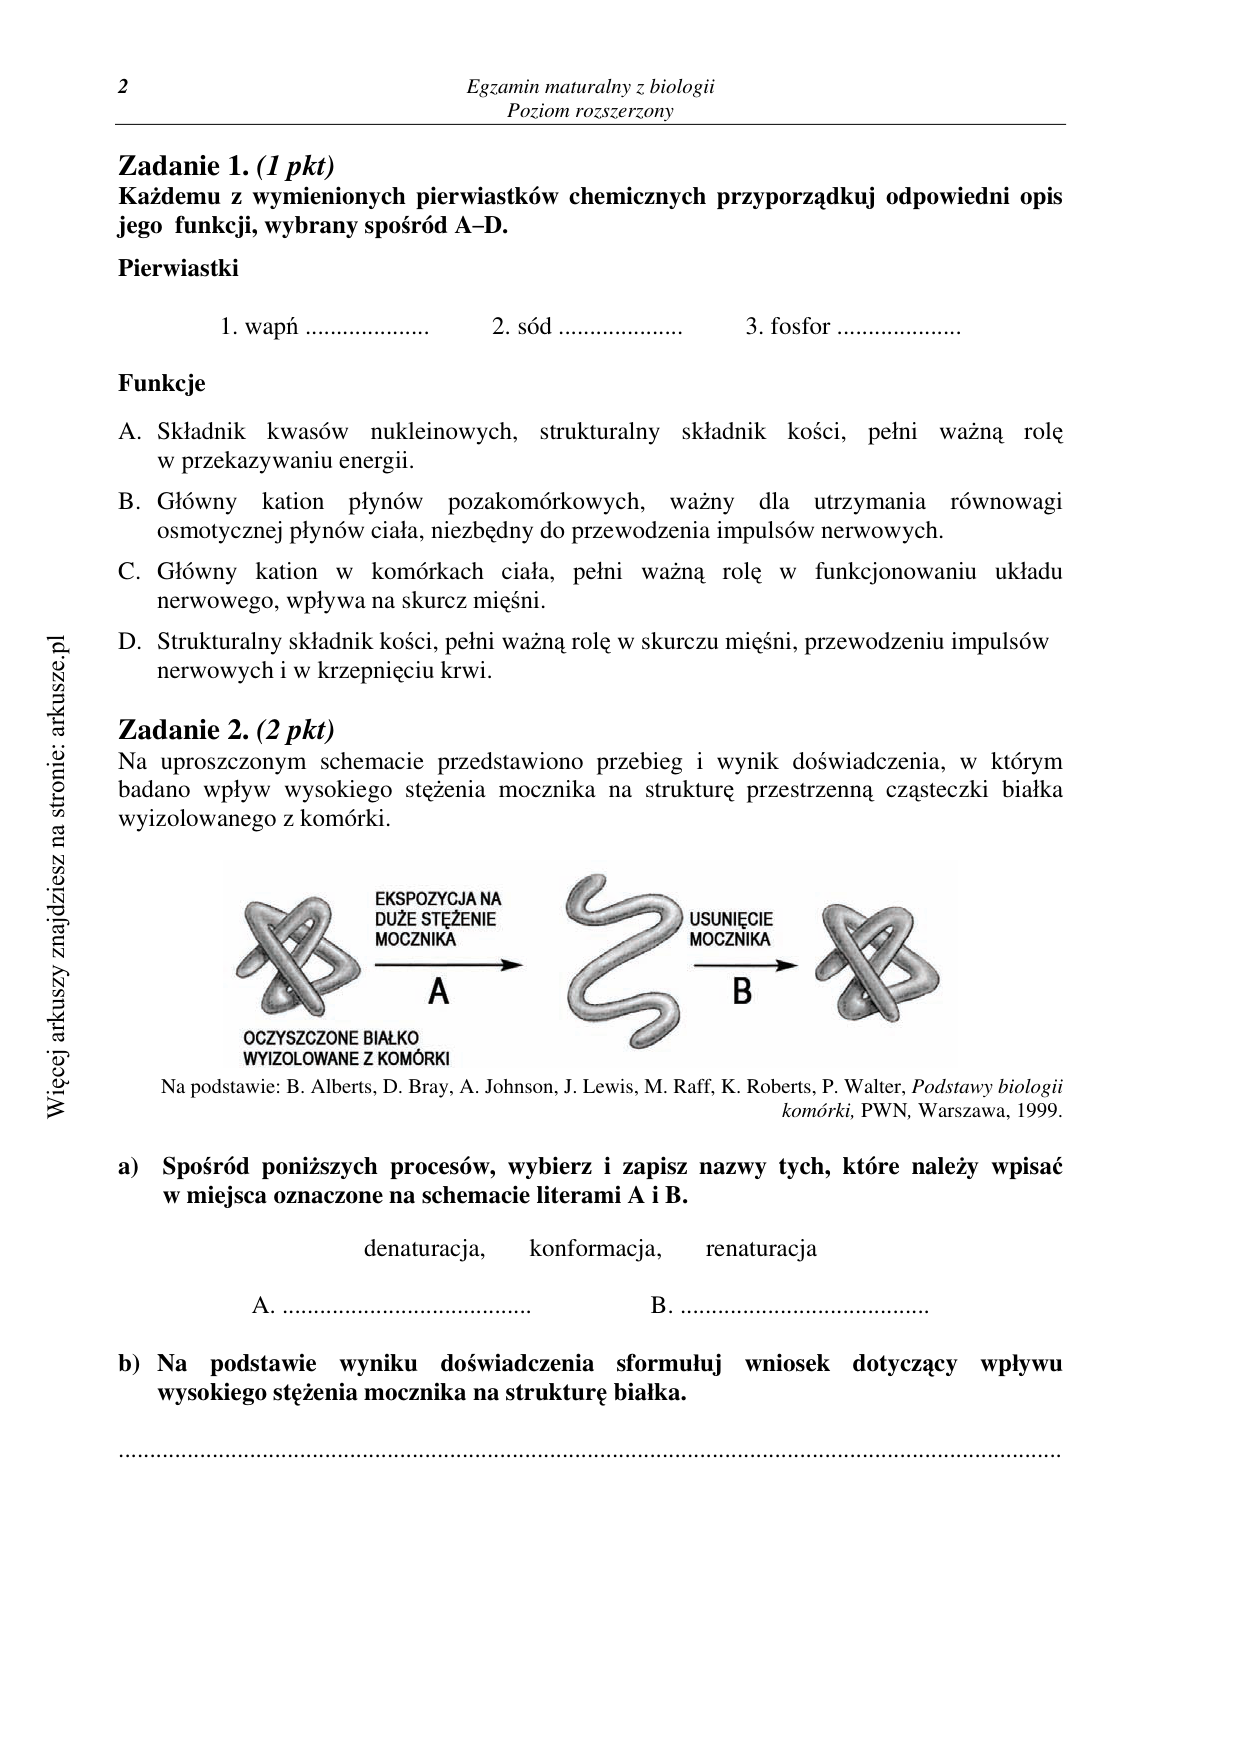 2
Egzamin maturalny z biologii
Poziom rozszerzony
Zadanie 1. (1 pkt)
Każdemu z wymienionych pierwiastków chemicznych przyporządkuj odpowiedni opis
jego funkcji, wybrany spośród A–D.
Pierwiastki
1. wapń .................... 2. sód .................... 3. fosfor ....................
Funkcje
A. Składnik kwasów nukleinowych, strukturalny składnik kości, pełni ważną rolę
w przekazywaniu energii.
B. Główny kation płynów pozakomórkowych, ważny dla utrzymania równowagi
osmotycznej płynów ciała, niezbędny do przewodzenia impulsów nerwowych.
C. Główny kation w komórkach ciała, pełni ważną rolę w funkcjonowaniu układu
nerwowego, wpływa na skurcz mięśni.
D. Strukturalny składnik kości, pełni ważną rolę w skurczu mięśni, przewodzeniu impulsów
nerwowych i w krzepnięciu krwi.
Zadanie 2. (2 pkt)
Na uproszczonym schemacie przedstawiono przebieg i wynik doświadczenia, w którym
badano wpływ wysokiego stężenia mocznika na strukturę przestrzenną cząsteczki białka
wyizolowanego z komórki.
EKSPOZYCJA NA
DUŻE STĘŻENIE
MOCZNIKA
A
USUNIĘCIE
MOCZNIKA
B
OCZYSZCZONE BIAŁKO
WYIZOLOWANE Z KOMÓRKI
Na podstawie: B. Alberts, D. Bray, A. Johnson, J. Lewis, M. Raff, K. Roberts, P. Walter, Podstawy biologii
komórki, PWN, Warszawa, 1999.
a) Spośród poniższych procesów, wybierz i zapisz nazwy tych, które należy wpisać
w miejsca oznaczone na schemacie literami A i B.
denaturacja, konformacja, renaturacja
A. ........................................ B. ........................................
b) Na podstawie wyniku doświadczenia sformułuj wniosek dotyczący wpływu
wysokiego stężenia mocznika na strukturę białka.
.......................................................................................................................................................
Więcej arkuszy znajdziesz na stronie: arkusze.pl